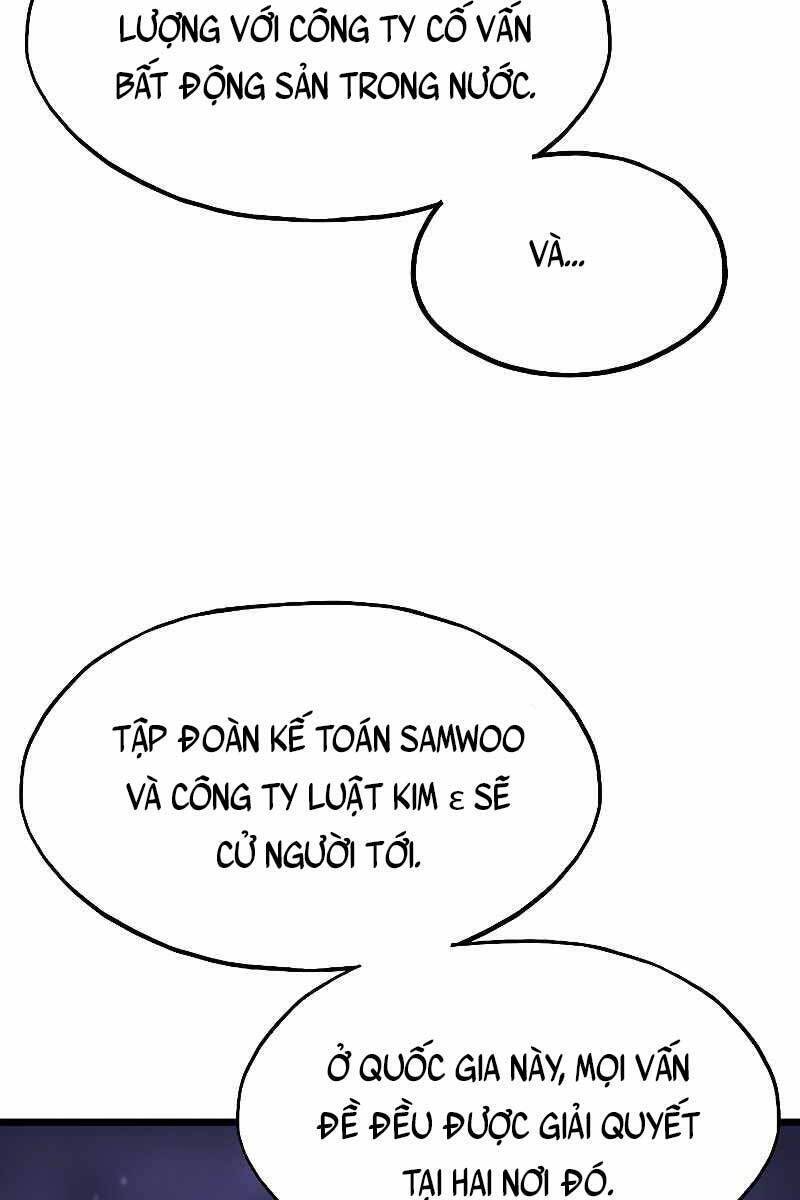 LƯỢNG VỚI CÔNG TY CỐ VẤN
BẤT ĐỘNG SẢN TRONG NƯỚC.
VÀ...
TẬP ĐOÀN KẾ TOÁN SAMWOO
VÀ CÔNG TY LUẬT KIM ε SẼ
CỬ NGƯỜI TỚI.
Ở QUỐC GIA NÀY, MỌI VẤN
ĐỀ ĐỀU ĐƯỢC GIẢI QUYẾT
TẠI HAI NƠI ĐÓ.